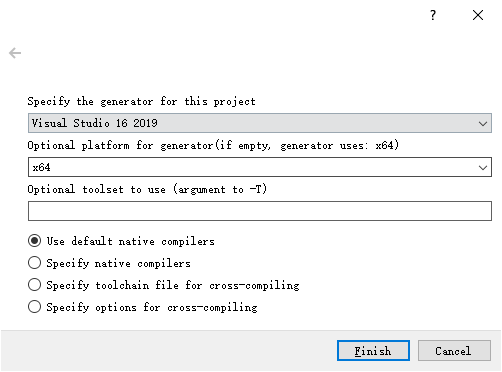 ?
Specify the generator for this project
Visual Studio 16 2019
Optional platform for generator(if empty, generator uses: x64)
x64
Optional toolset to use (argument to -T)
Use default native compilers
Specify native compilers
Specify toolchain file for cross-compiling
Specify options for cross-compiling
Finish
Cancel